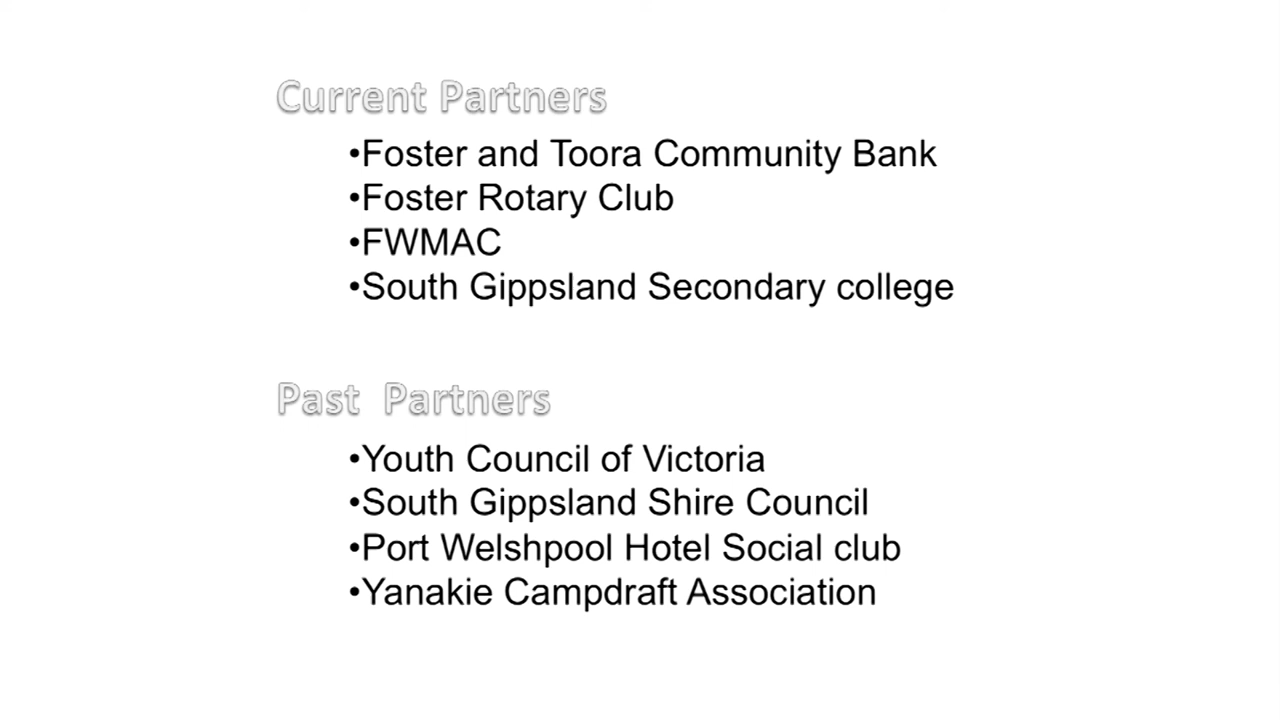 Current Partners
•Foster and Toora Community Bank
•Foster Rotary Club
•FWMAC
•South Gippsland Secondary college
Past Partners
•Youth Council of Victoria
•South Gippsland Shire Council
•Port Welshpool Hotel Social club
•Yanakie Campdraft Association